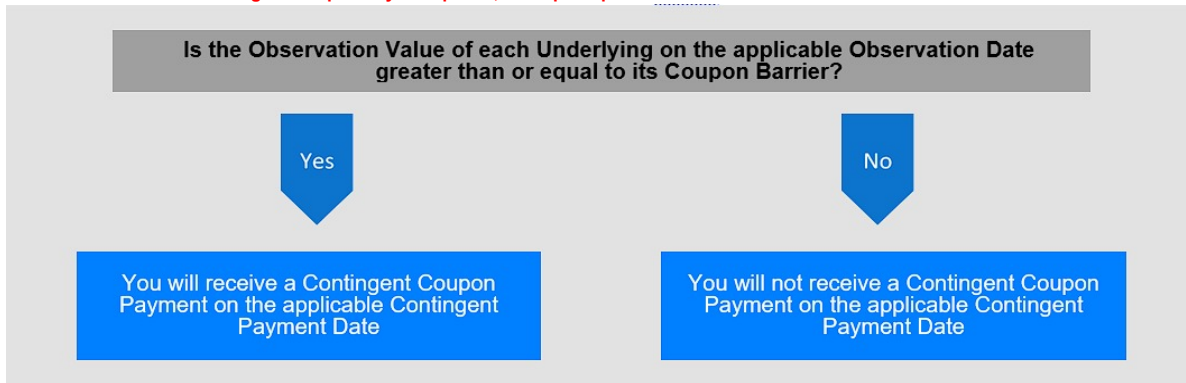 Is the Observation Value of each Underlying on the applicable Observation Date
greater than or equal to its Coupon Barrier?
Yes
No
You will receive a Contingent Coupon
Payment on the applicable Contingent
Payment Date
You will not receive a Contingent Coupon
Payment on the applicable Contingent
Payment Date